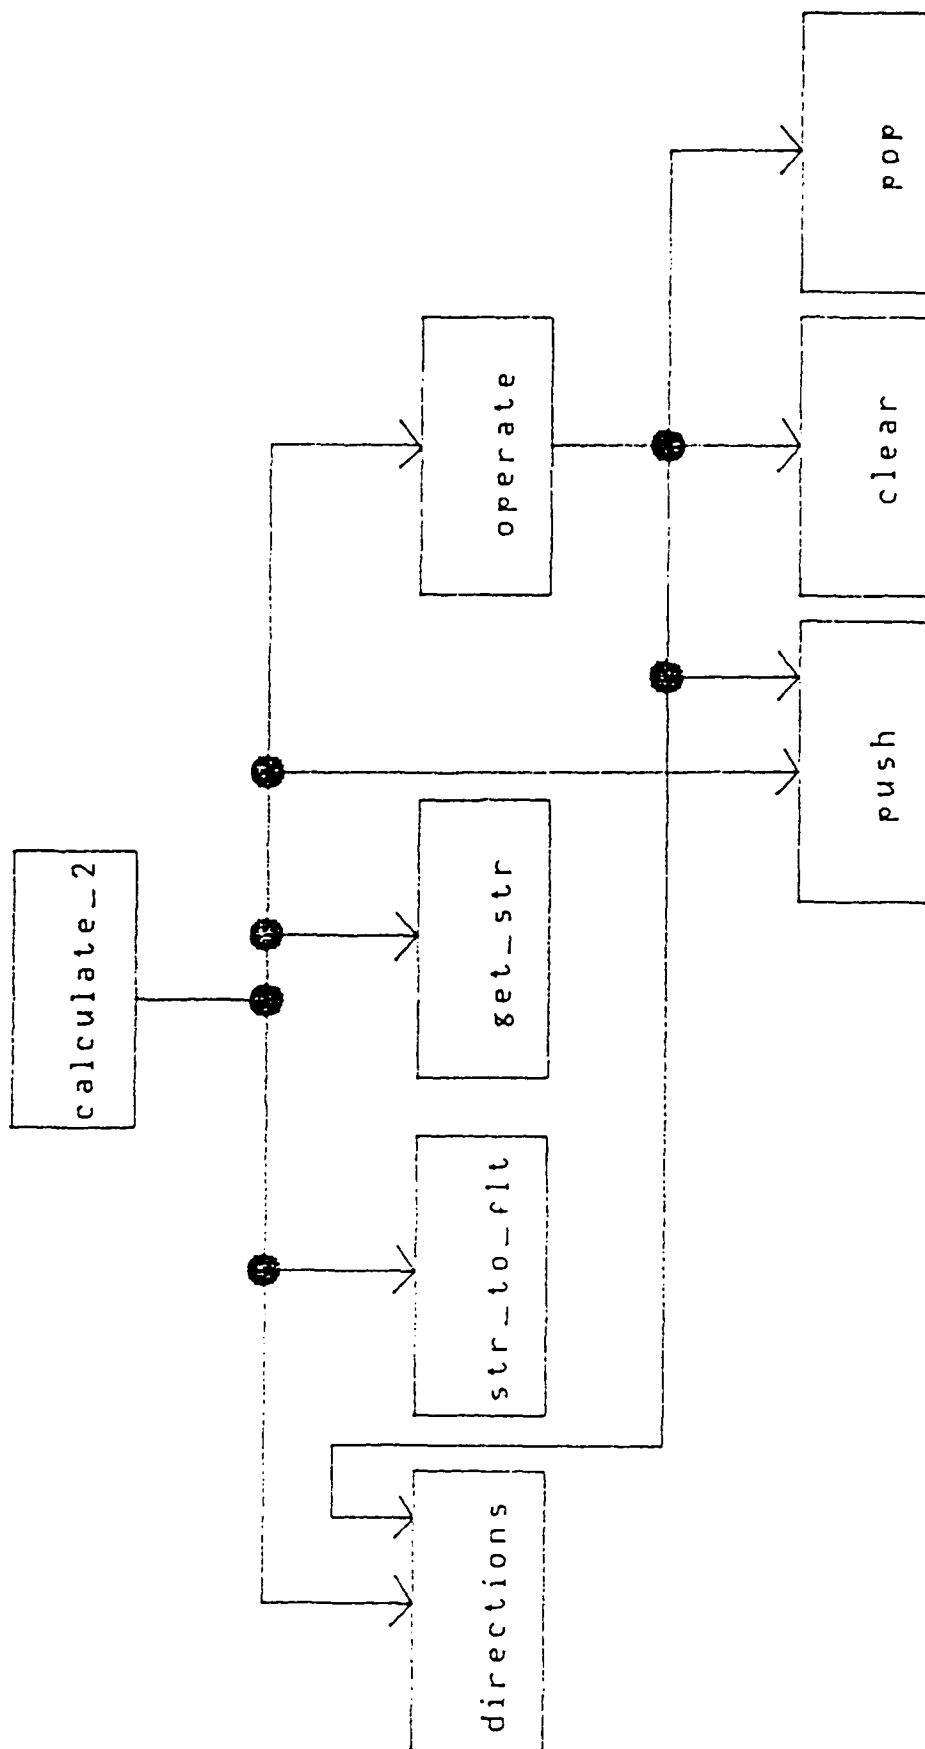 calculate_2
directions
str_to_flt
get_str
operate
push
clear
pop